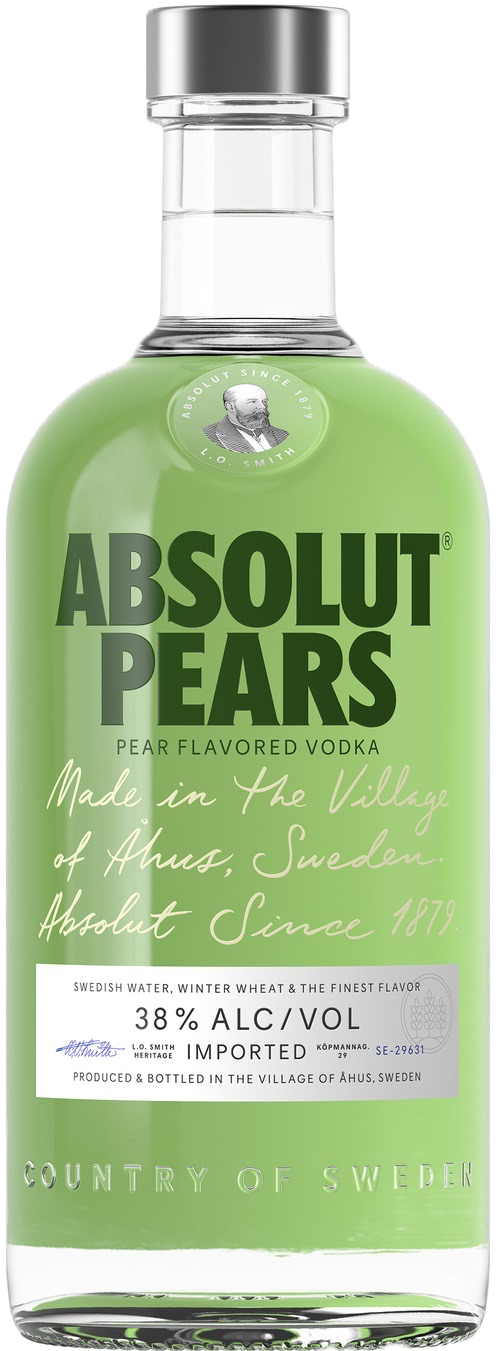 ABSOLUT SINCE 1879
L.O. SMITH
ABSOLUT®
PEARS
PEAR FLAVORED VODKA
Made in the Village
of Åhus, Sweden.
Absolut Since 1879.
SWEDISH WATER, WINTER WHEAT & THE FINEST FLAVOR
38% ALC/VOL
L.O. SMITH HERITAGE IMPORTED KÖPMANNAG. 29 SE-29631
PRODUCED & BOTTLED IN THE VILLAGE OF ÅHUS, SWEDEN
COUNTRY OF SWEDEN